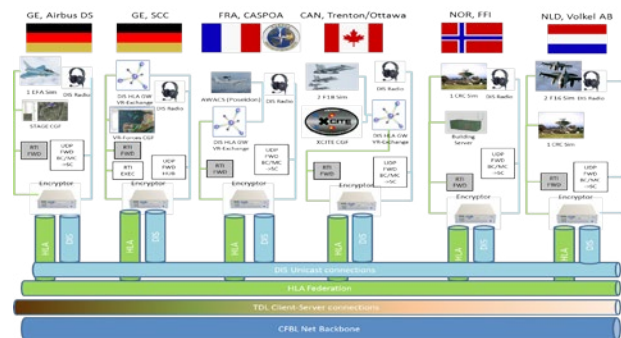 GE, Airbus DS
GE, SCC
FRA, CASPOA
CAN, Trenton/Ottawa
NOR, FFI
NLD, Volkel AB
1 EFA Sim
DIS Radio
STAGE CGF
RTI
FWD
UDP
FWD
BC/MC
->SC
Encryptor
HLA
DIS
DIS HLA GW
VR-Exchange
DIS Radio
VR-Forces CGF
RTI
FWD
RTI
EXEC
UDP
FWD
HUB
Encryptor
HLA
DIS
AWACS (Poseidon)
DIS Radio
DIS HLA GW
VR-Exchange
RTI
FWD
UDP
FWD
BC/MC
->SC
Encryptor
HLA
DIS
2 F18 Sim
DIS Radio
XCITE
XCITE CGF
DIS HLA GW
VR-Exchange
RTI
FWD
UDP
FWD
BC/MC
->SC
Encryptor
HLA
DIS
1 CRC Sim
DIS Radio
Building
Server
RTI
FWD
UDP
FWD
BC/MC
->SC
Encryptor
HLA
DIS
2 F16 Sim
DIS Radio
1 CRC Sim
RTI
FWD
UDP
FWD
BC/MC
->SC
Encryptor
HLA
DIS
DIS Unicast connections
HLA Federation
TDL Client-Server connections
CFBL Net Backbone